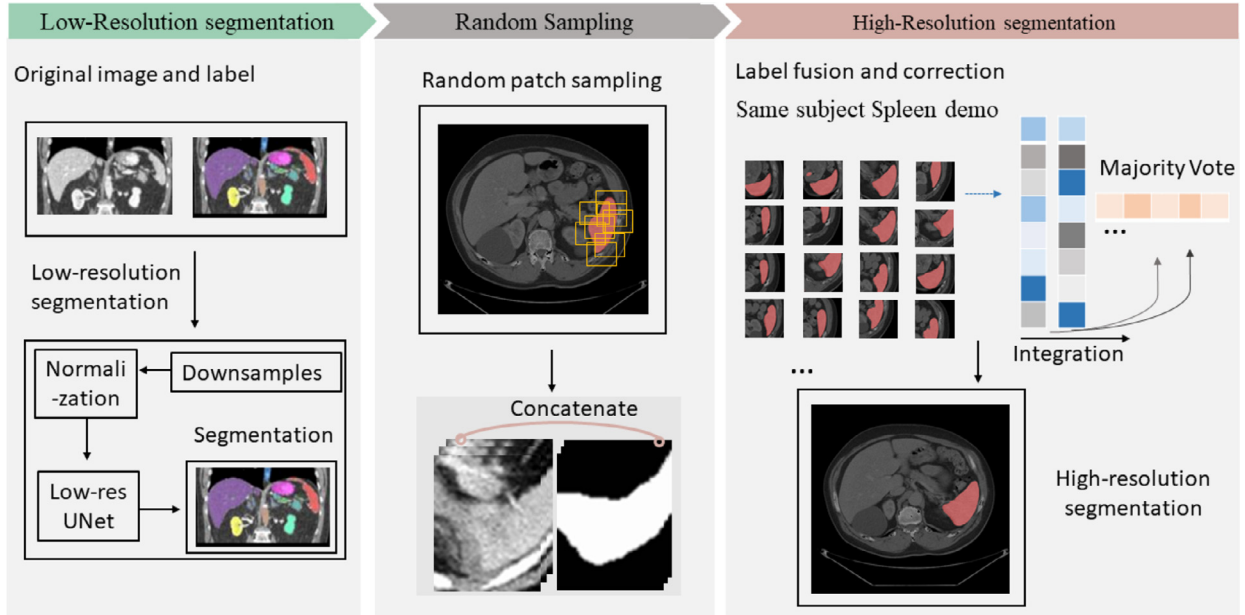 Low-Resolution segmentation
Random Sampling
High-Resolution segmentation
Original image and label
Low-resolution
segmentation
Normali
-zation
Downsamples
Low-res
UNet
Segmentation
Random patch sampling
Concatenate
Label fusion and correction
Same subject Spleen demo
Majority Vote
...
Integration
...
High-resolution
segmentation